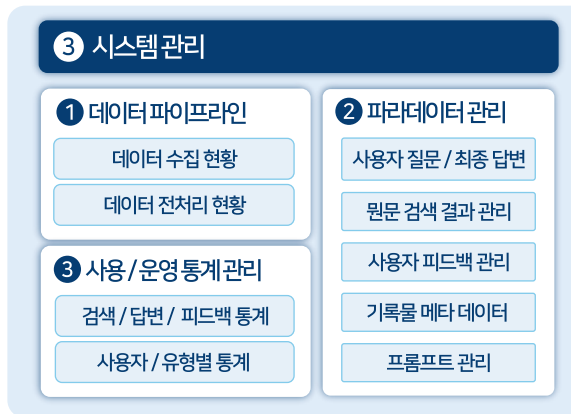 3 시스템 관리
1 데이터 파이프라인
데이터 수집 현황
데이터 전처리 현황
3 사용 / 운영 통계 관리
검색 / 답변 / 피드백 통계
사용자 / 유형별 통계
2 파라데이터 관리
사용자 질문 / 최종 답변
뭔문 검색 결과 관리
사용자 피드백 관리
기록물 메타 데이터
프롬프트 관리